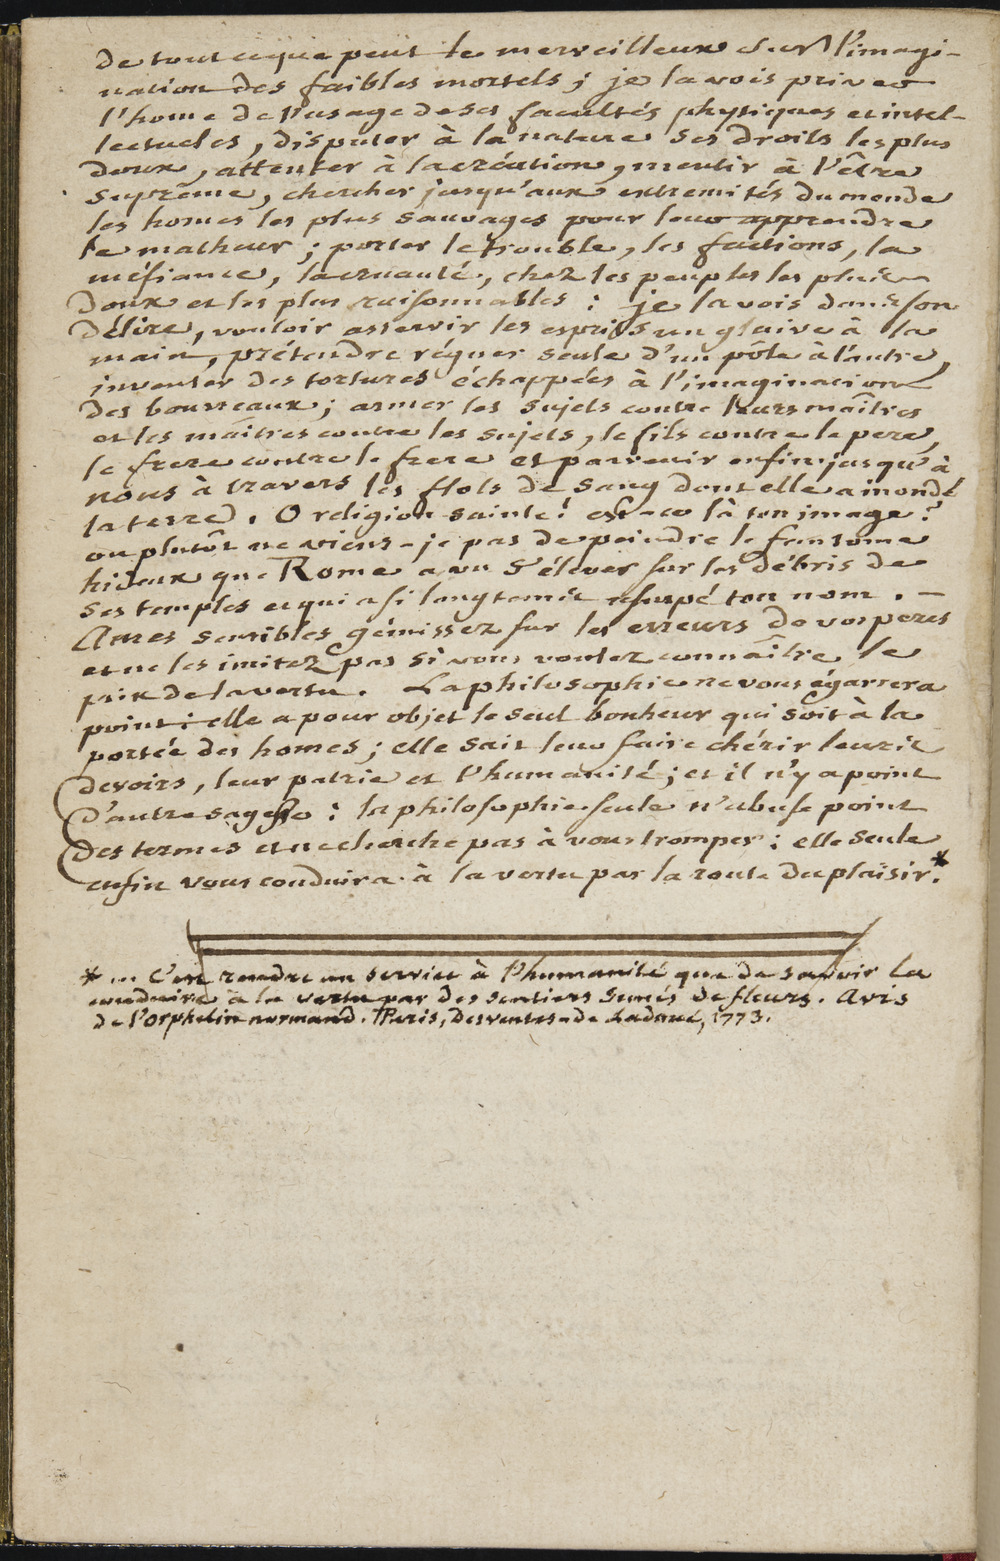 de tout ce que peut le merveilleux sur l'imagi-
nation des faibles mortels ; je la vois priver
l'home de l'usage de ses facultés physiques et intel-
lectueles, disputer à la nature ses droits les plus
doux, attenter à la création, mentir à l'être
suprême, chercher jusqu'aux extremités du monde
les homes les plus sauvages pour leur apprendre
le malheur ; porter le trouble, les factions, la
méfiance, la cruauté, chez les peuples les plus
doux et les plus raisonnables : je la vois dans son
délire, vouloir asservir les esprits un glaive à la
main, prétendre régner seule d'un pôle à l'autre,
inventer des tortures échappées à l'imagination
des bourreaux ; armer les sujets contre leurs maîtres
et les maîtres contre les sujets, le fils contre le pere,
le frere contre le frere et parvenir enfin jusqu'à
nous à travers les flots de sang dont elle a inondé
la terre. O religion sainte ! est-ce là ton image ?
ou plutôt ne viens-je pas de peindre le fantome
hideux que Rome a vu s'élever sur les débris de
ses temples et qui a si longtems usurpé ton nom. —
Ames sensibles gémissez sur les erreurs de vos peres
et ne les imitez pas si vous voulez connaître le
prix de la vertu. La philosophie ne vous égarrera
point : elle a pour objet le seul bonheur qui soit à la
portée des homes ; elle sait leur faire chérir leurs
devoirs, leur patrie et l'humanité ; et il n'y a point
d'autre sagesse : la philosophie seule n'abuse point
des termes et ne cherche pas à vous tromper : elle seule
enfin vous conduira à la vertu par la route du plaisir.*
* ... C'est rendre un service à l'humanité que de savoir la
conduire à la vertu par des sentiers semés de fleurs. Avis
de l'orphelin normand. Paris, Desventes de Ladoué, 1773.